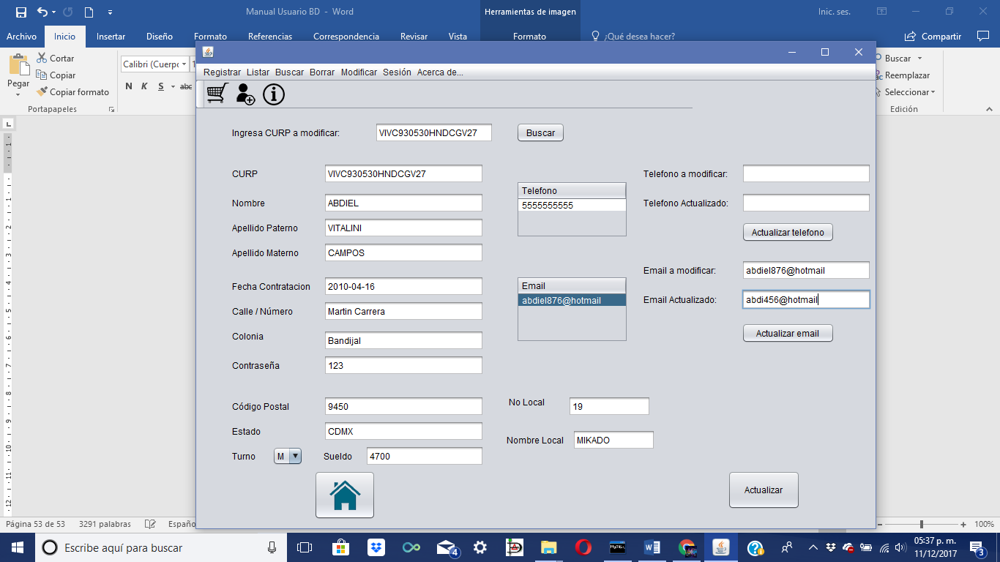 Manual Usuario BD - Word
Herramientas de imagen
Inic. ses.
Archivo Inicio Insertar Diseño Formato Referencias Correspondencia Revisar Vista Formato ¿Qué desea hacer? Compartir
Pegar
Cortar
Copiar
Copiar formato
Portapapeles
Calibri (Cuerpo
N K S abc
Buscar
Reemplazar
Seleccionar
Edición
Registrar Listar Buscar Borrar Modificar Sesión Acerca de...
Ingresa CURP a modificar: VIVC930530HNDCGV27 Buscar
CURP VIVC930530HNDCGV27
Nombre ABDIEL
Apellido Paterno VITALINI
Apellido Materno CAMPOS
Fecha Contratacion 2010-04-16
Calle / Número Martin Carrera
Colonia Bandijal
Contraseña 123
Código Postal 9450
Estado CDMX
Turno M Sueldo 4700
Telefono
5555555555
Email
abdiel876@hotmail
No Local 19
Nombre Local MIKADO
Telefono a modificar:
Telefono Actualizado:
Actualizar telefono
Email a modificar: abdiel876@hotmail
Email Actualizado: abdi456@hotmail
Actualizar email
Actualizar
Página 53 de 53 3291 palabras Español
100%
Escribe aquí para buscar
4
MySQL
05:37 p. m.
11/12/2017
3